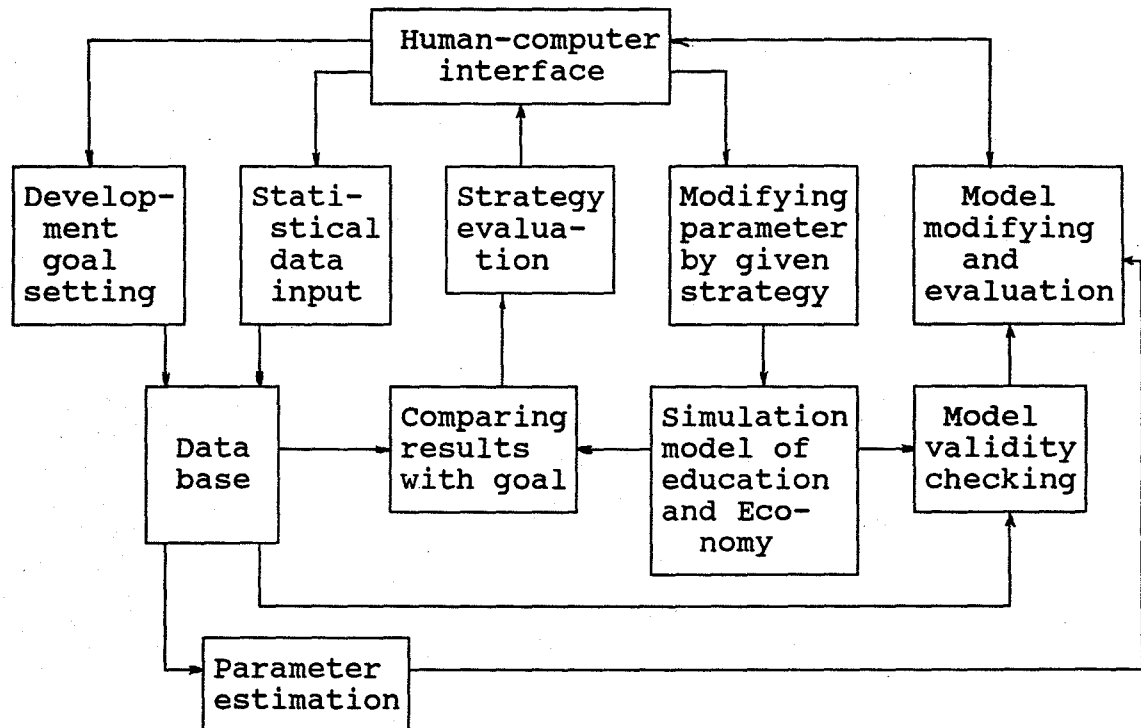 Human-computer
interface
Develop-
ment
goal
setting
Stati-
stical
data
input
Strategy
evalua-
tion
Modifying
parameter
by given
strategy
Model
modifying
and
evaluation
Data
base
Comparing
results
with goal
Simulation
model of
education
and Eco-
nomy
Model
validity
checking
Parameter
estimation